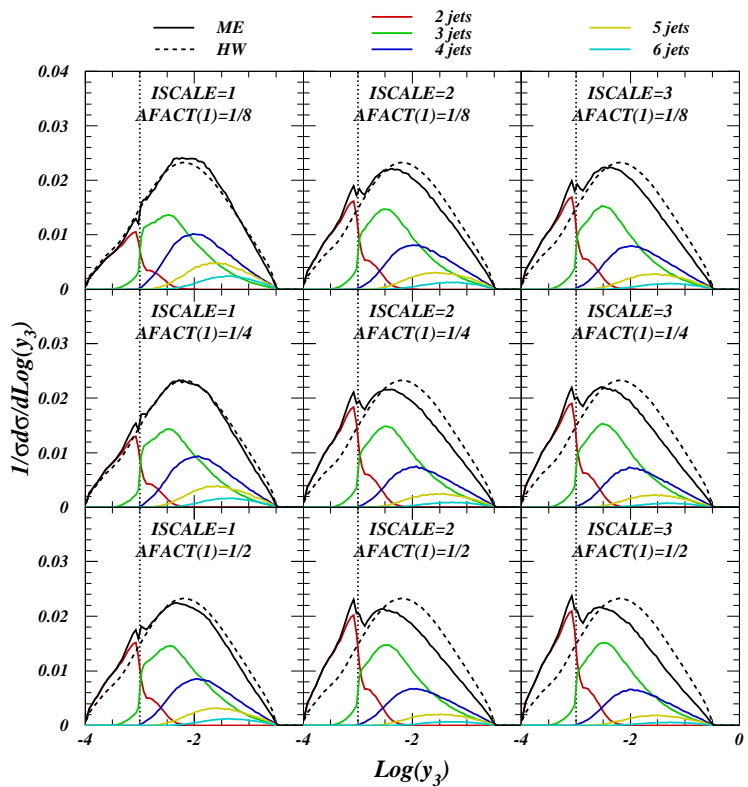 ME
HW
2 jets
3 jets
4 jets
5 jets
6 jets
0.04
0.03
0.02
0.01
0
ISCALE=1
AFACT(1)=1/8
ISCALE=2
AFACT(1)=1/8
ISCALE=3
AFACT(1)=1/8
0.03
0.02
0.01
0
ISCALE=1
AFACT(1)=1/4
ISCALE=2
AFACT(1)=1/4
ISCALE=3
AFACT(1)=1/4
1/σdσ/dLog(y₃)
0.03
0.02
0.01
0
ISCALE=1
AFACT(1)=1/2
ISCALE=2
AFACT(1)=1/2
ISCALE=3
AFACT(1)=1/2
-4 -2 -4 -2 -4 -2 0
Log(y₃)